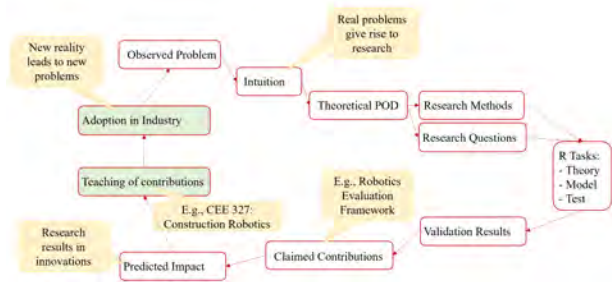 New reality
leads to new
problems
Observed Problem
Real problems
give rise to
research
Intuition
Theoretical POD
Research Methods
Research Questions
Adoption in Industry
R Tasks:
- Theory
- Model
- Test
Teaching of contributions
E.g., CEE 327:
Construction Robotics
E.g., Robotics
Evaluation
Framework
Research
results in
innovations
Predicted Impact
Claimed Contributions
Validation Results